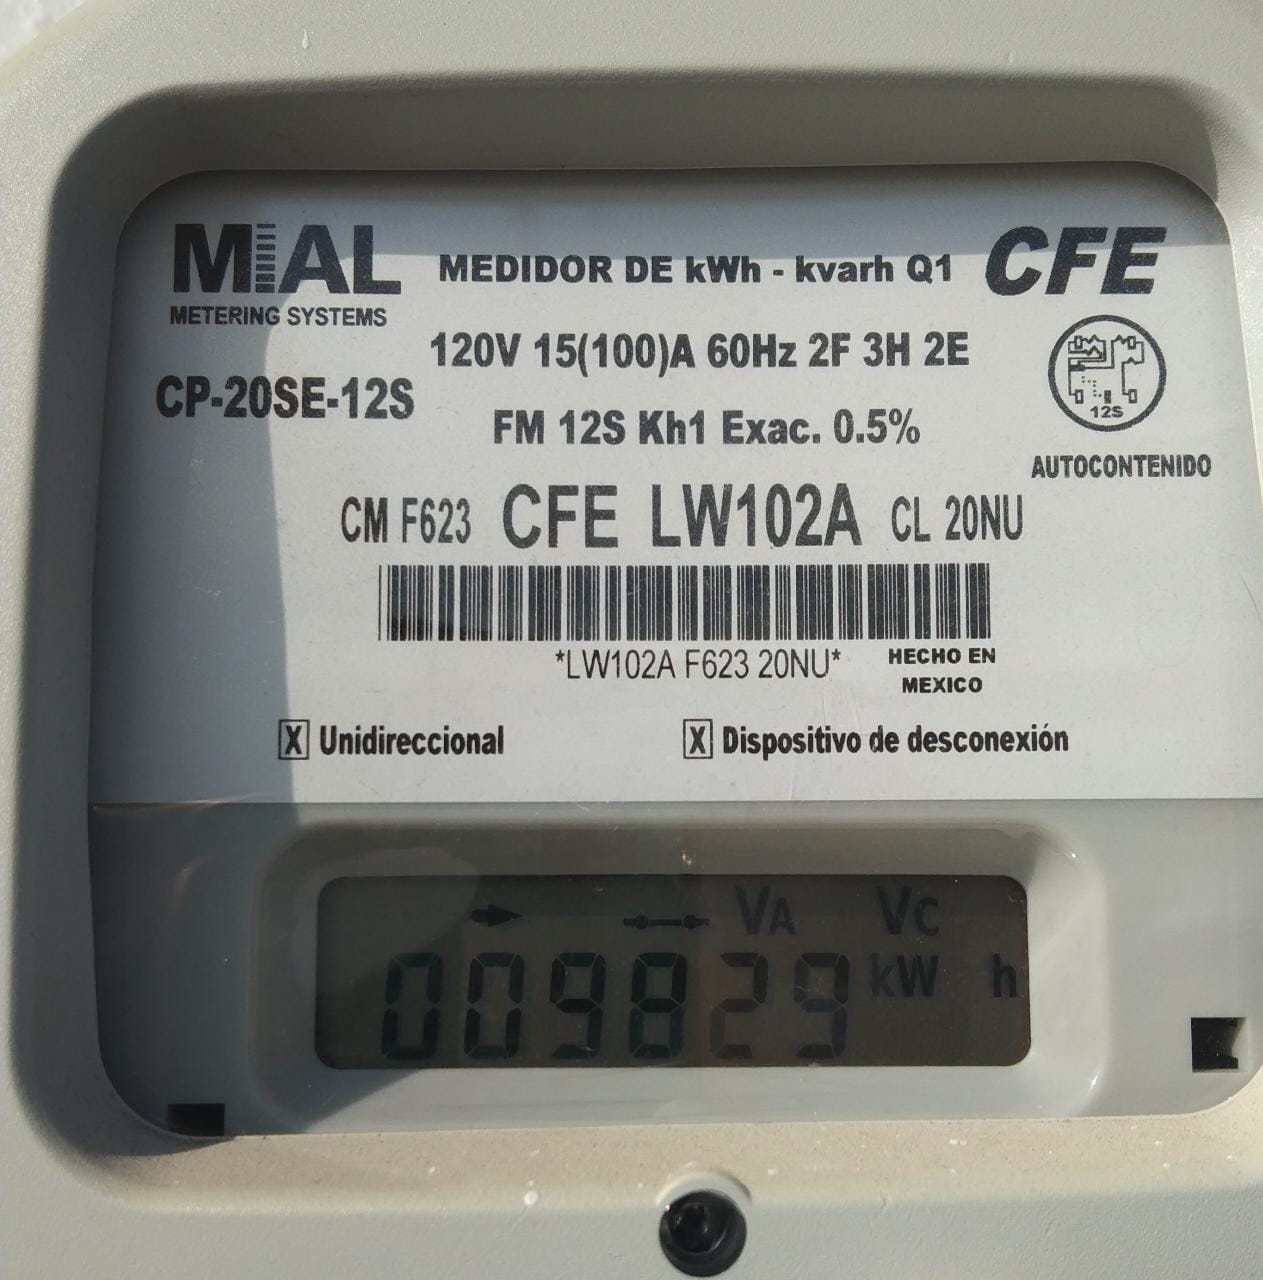 MIAL
METERING SYSTEMS
MEDIDOR DE kWh - kvarh Q1
CFE
120V 15(100)A 60Hz 2F 3H 2E
CP-20SE-12S
FM 12S Kh1 Exac. 0.5%
12S
AUTOCONTENIDO
CM F623 CFE LW102A CL 20NU
*LW102A F623 20NU*
HECHO EN
MEXICO
X Unidireccional
X Dispositivo de desconexión
VA VC
009829 kW h